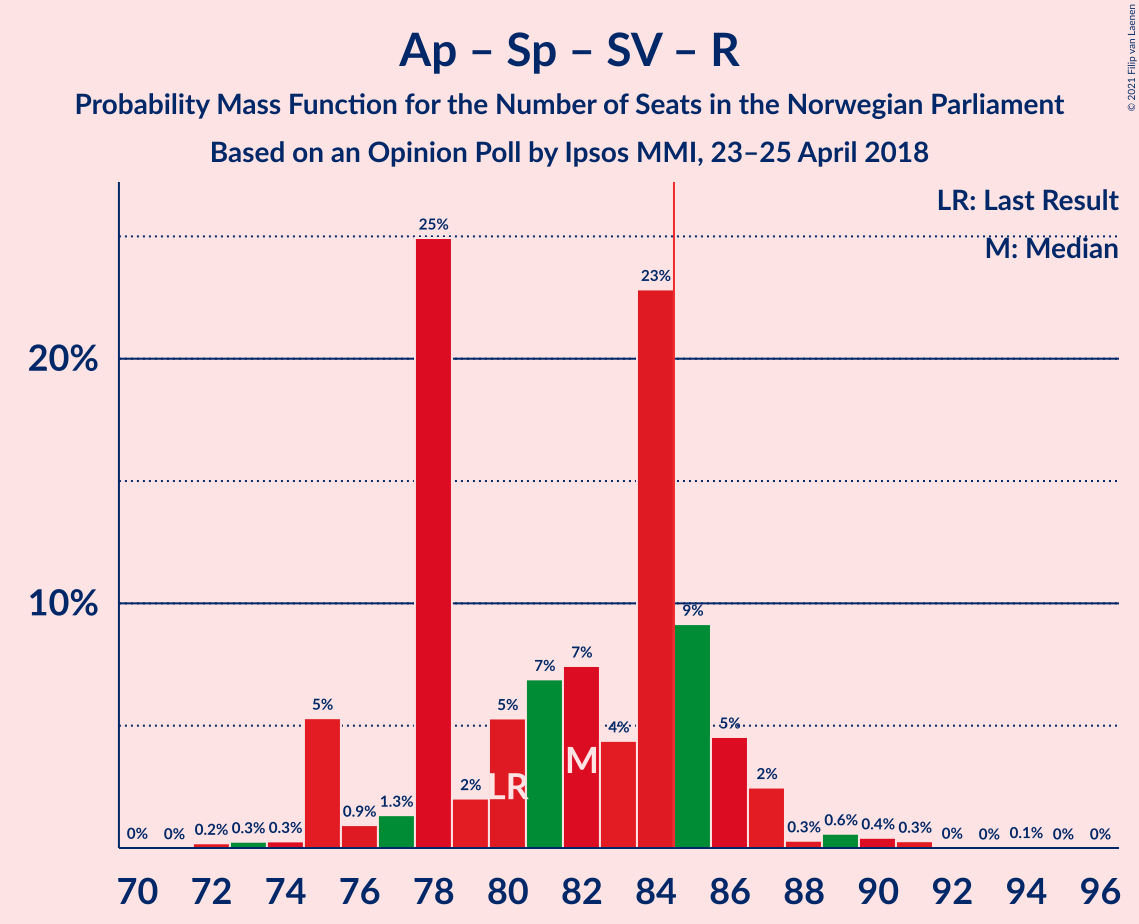 Ap – Sp – SV – R
Probability Mass Function for the Number of Seats in the Norwegian Parliament
Based on an Opinion Poll by Ipsos MMI, 23–25 April 2018
© 2021 Filip van Laenen
LR: Last Result
M: Median
20%
10%
0% 0% 0.2% 0.3% 0.3% 5% 0.9% 1.3% 25% 2% 5% 7% 7% 4% 23% 9% 5% 2% 0.3% 0.6% 0.4% 0.3% 0% 0% 0.1% 0% 0%
LR M
70 72 74 76 78 80 82 84 86 88 90 92 94 96